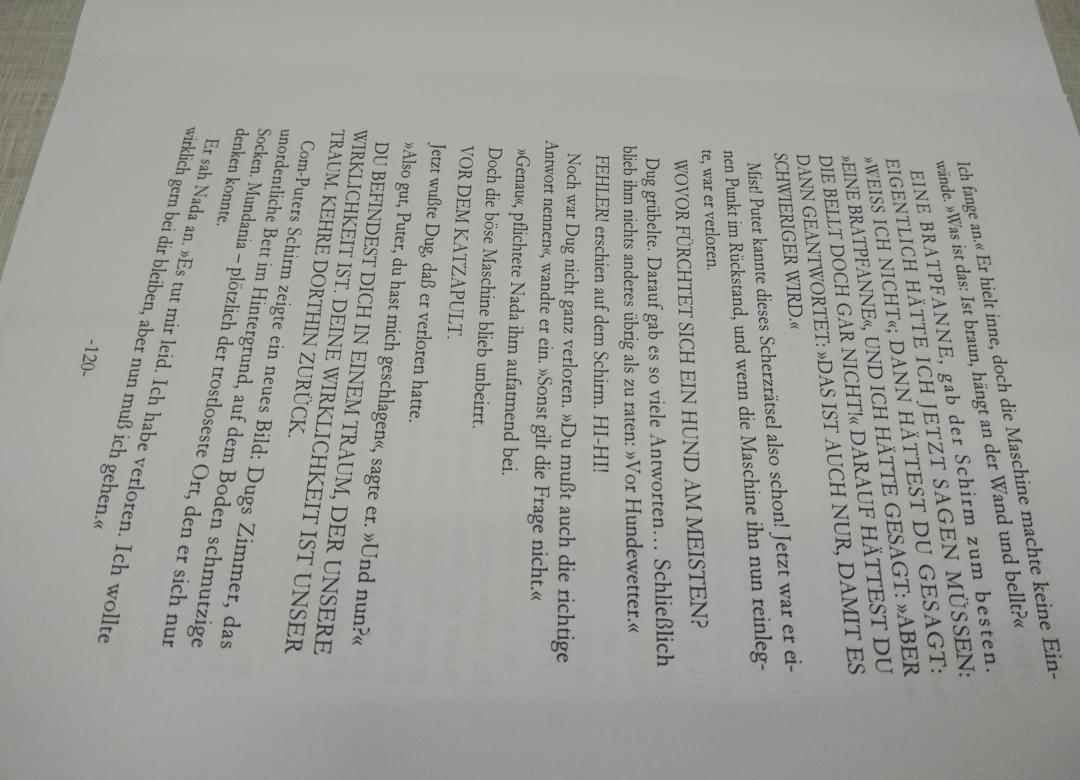 Ich fange an.« Er hielt inne, doch die Maschine machte keine Ein-
wände. »Was ist das: Ist braun, hängt an der Wand und bellt?«
EINE BRATPFANNE, gab der Schirm zum besten.
EIGENTLICH HÄTTE ICH JETZT SAGEN MÜSSEN:
»WEISS ICH NICHT«; DANN HÄTTEST DU GESAGT:
»EINE BRATPFANNE«, UND ICH HÄTTE GESAGT: »ABER
DIE BELLT DOCH GAR NICHT!« DARAUF HÄTTEST DU
DANN GEANTWORTET: »DAS IST AUCH NUR, DAMIT ES
SCHWIERIGER WIRD.«
Mist! Puter kannte dieses Scherzrätsel also schon! Jetzt war er ei-
nen Punkt im Rückstand, und wenn die Maschine ihn nun reinleg-
te, war er verloren.
WOVOR FÜRCHTET SICH EIN HUND AM MEISTEN?
Dug grübelte. Darauf gab es so viele Antworten… Schließlich
blieb ihm nichts anderes übrig als zu raten: »Vor Hundewetter.«
FEHLER! erschien auf dem Schirm. HI-HI!
Noch war Dug nicht ganz verloren. »Du mußt auch die richtige
Antwort nennen«, wandte er ein. »Sonst gilt die Frage nicht.«
»Genau«, pflichtete Nada ihm aufatmend bei.
Doch die böse Maschine blieb unbeirrt.
VOR DEM KATZAPULT.
Jetzt wußte Dug, daß er verloren hatte.
»Also gut, Puter, du hast mich geschlagen«, sagte er. »Und nun?«
DU BEFINDEST DICH IN EINEM TRAUM, DER UNSERE
WIRKLICHKEIT IST. DEINE WIRKLICHKEIT IST UNSER
TRAUM. KEHRE DORTHIN ZURÜCK.
Com-Puters Schirm zeigte ein neues Bild: Dugs Zimmer, das
unordentliche Bett im Hintergrund, auf dem Boden schmutzige
Socken. Mundania – plötzlich der trostloseste Ort, den er sich nur
denken konnte.
Er sah Nada an. »Es tut mir leid. Ich habe verloren. Ich wollte
wirklich gern bei dir bleiben, aber nun muß ich gehen.«
-120-